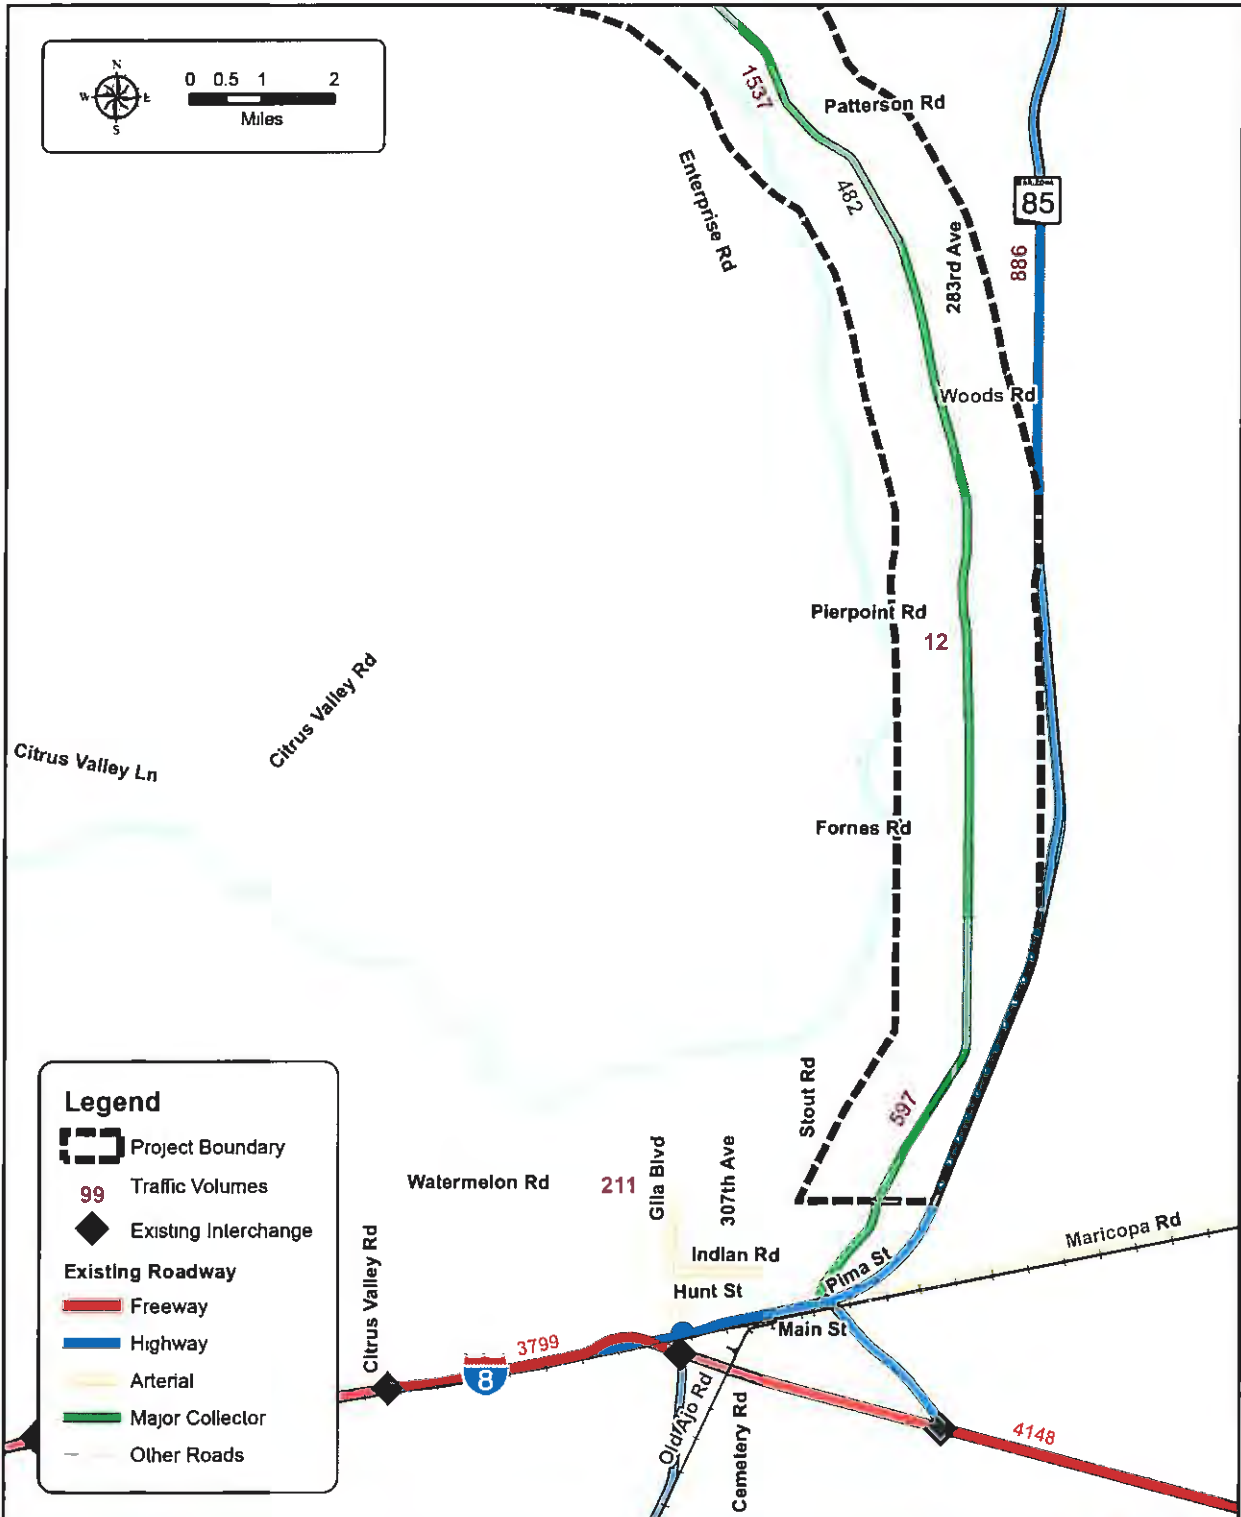 N
W E
S
0 0.5 1 2
Miles
1537
Patterson Rd
Enterprise Rd
482
ARIZONA
85
283rd Ave
886
Woods Rd
Pierpoint Rd
12
Citrus Valley Rd
Citrus Valley Ln
Fornes Rd
Stout Rd
597
Legend
Project Boundary
99 Traffic Volumes
Existing Interchange
Existing Roadway
Freeway
Highway
Arterial
Major Collector
Other Roads
Watermelon Rd
211
Gila Blvd
307th Ave
Maricopa Rd
Indian Rd
Pima St
Hunt St
Main St
Citrus Valley Rd
3799
8
Old Ajo Rd
Cemetery Rd
4148